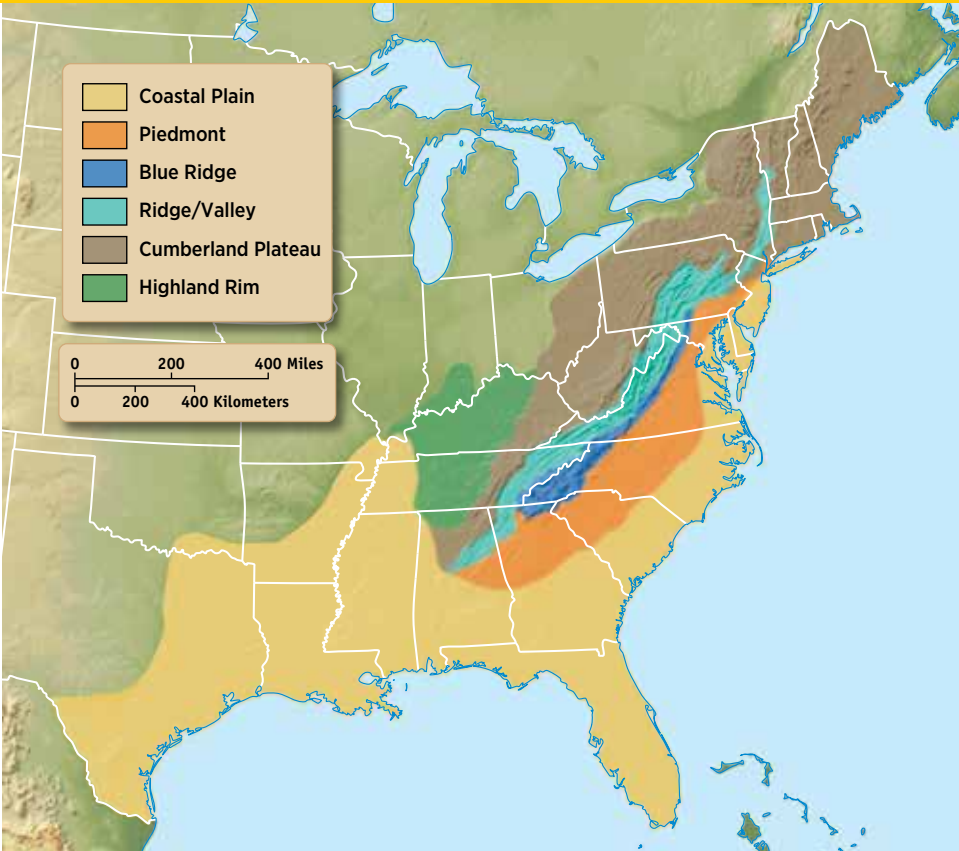 Coastal Plain
Piedmont
Blue Ridge
Ridge/Valley
Cumberland Plateau
Highland Rim
0 200 400 Miles
0 200 400 Kilometers